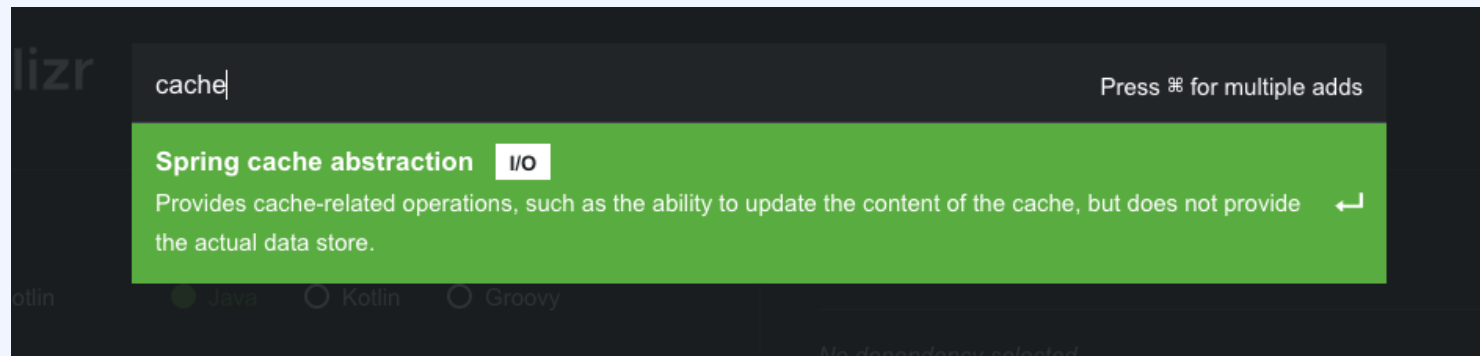 lizr
cache
Press ⌘ for multiple adds
Spring cache abstraction I/O
Provides cache-related operations, such as the ability to update the content of the cache, but does not provide
the actual data store.
otlin
Java Kotlin Groovy
No dependency selected